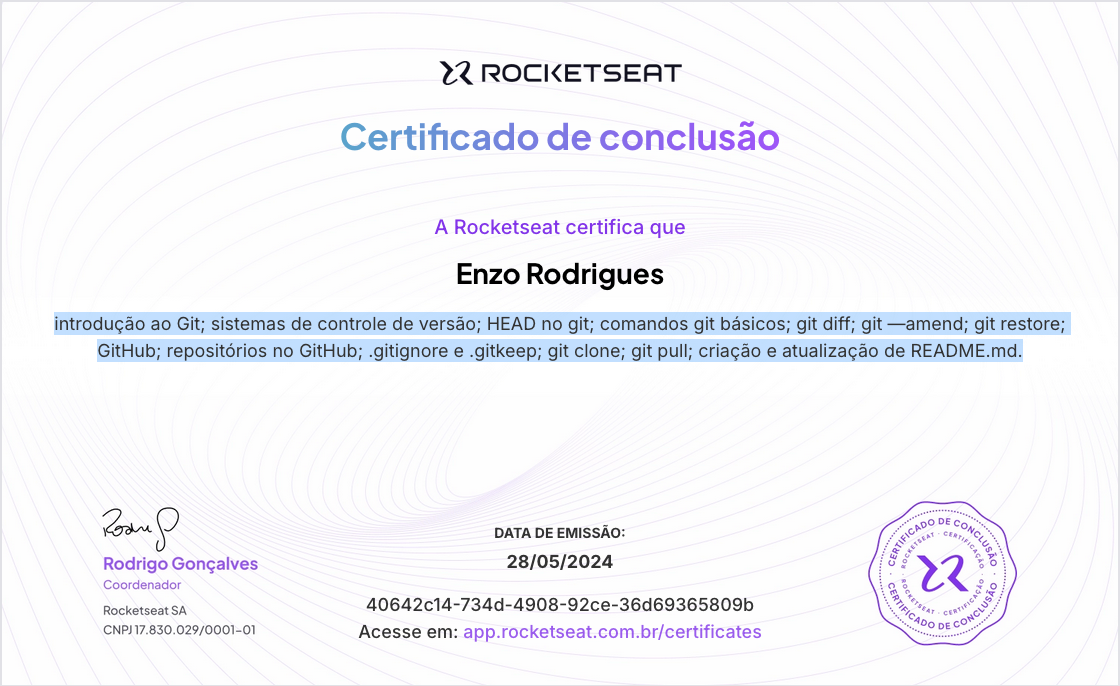 ROCKETSEAT
Certificado de conclusão
A Rocketseat certifica que
Enzo Rodrigues
introdução ao Git; sistemas de controle de versão; HEAD no git; comandos git básicos; git diff; git —amend; git restore;
GitHub; repositórios no GitHub; .gitignore e .gitkeep; git clone; git pull; criação e atualização de README.md.
Rodrigo Gonçalves
Coordenador
Rocketseat SA
CNPJ 17.830.029/0001-01
DATA DE EMISSÃO:
28/05/2024
40642c14-734d-4908-92ce-36d69365809b
Acesse em: app.rocketseat.com.br/certificates
CERTIFICADO DE CONCLUSÃO
ROCKETSEAT · CERTIFICAÇÃO
ROCKETSEAT · CERTIFICAÇÃO
CERTIFICADO DE CONCLUSÃO